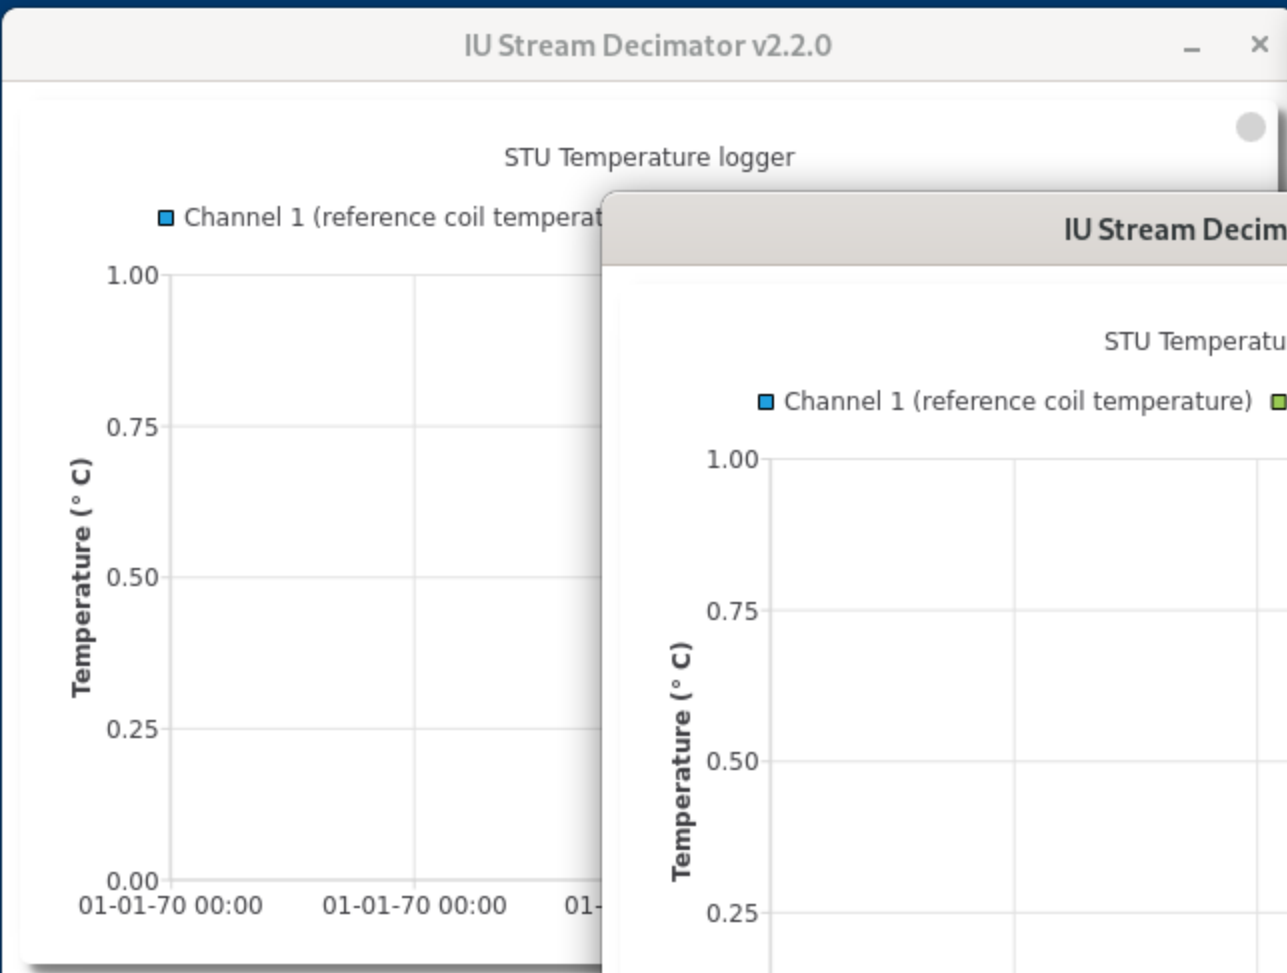 IU Stream Decimator v2.2.0
STU Temperature logger
Channel 1 (reference coil temperat
1.00
0.75
0.50
0.25
0.00
Temperature (° C)
01-01-70 00:00 01-01-70 00:00 01-
IU Stream Decim
STU Temperatu
Channel 1 (reference coil temperature)
1.00
0.75
0.50
0.25
Temperature (° C)